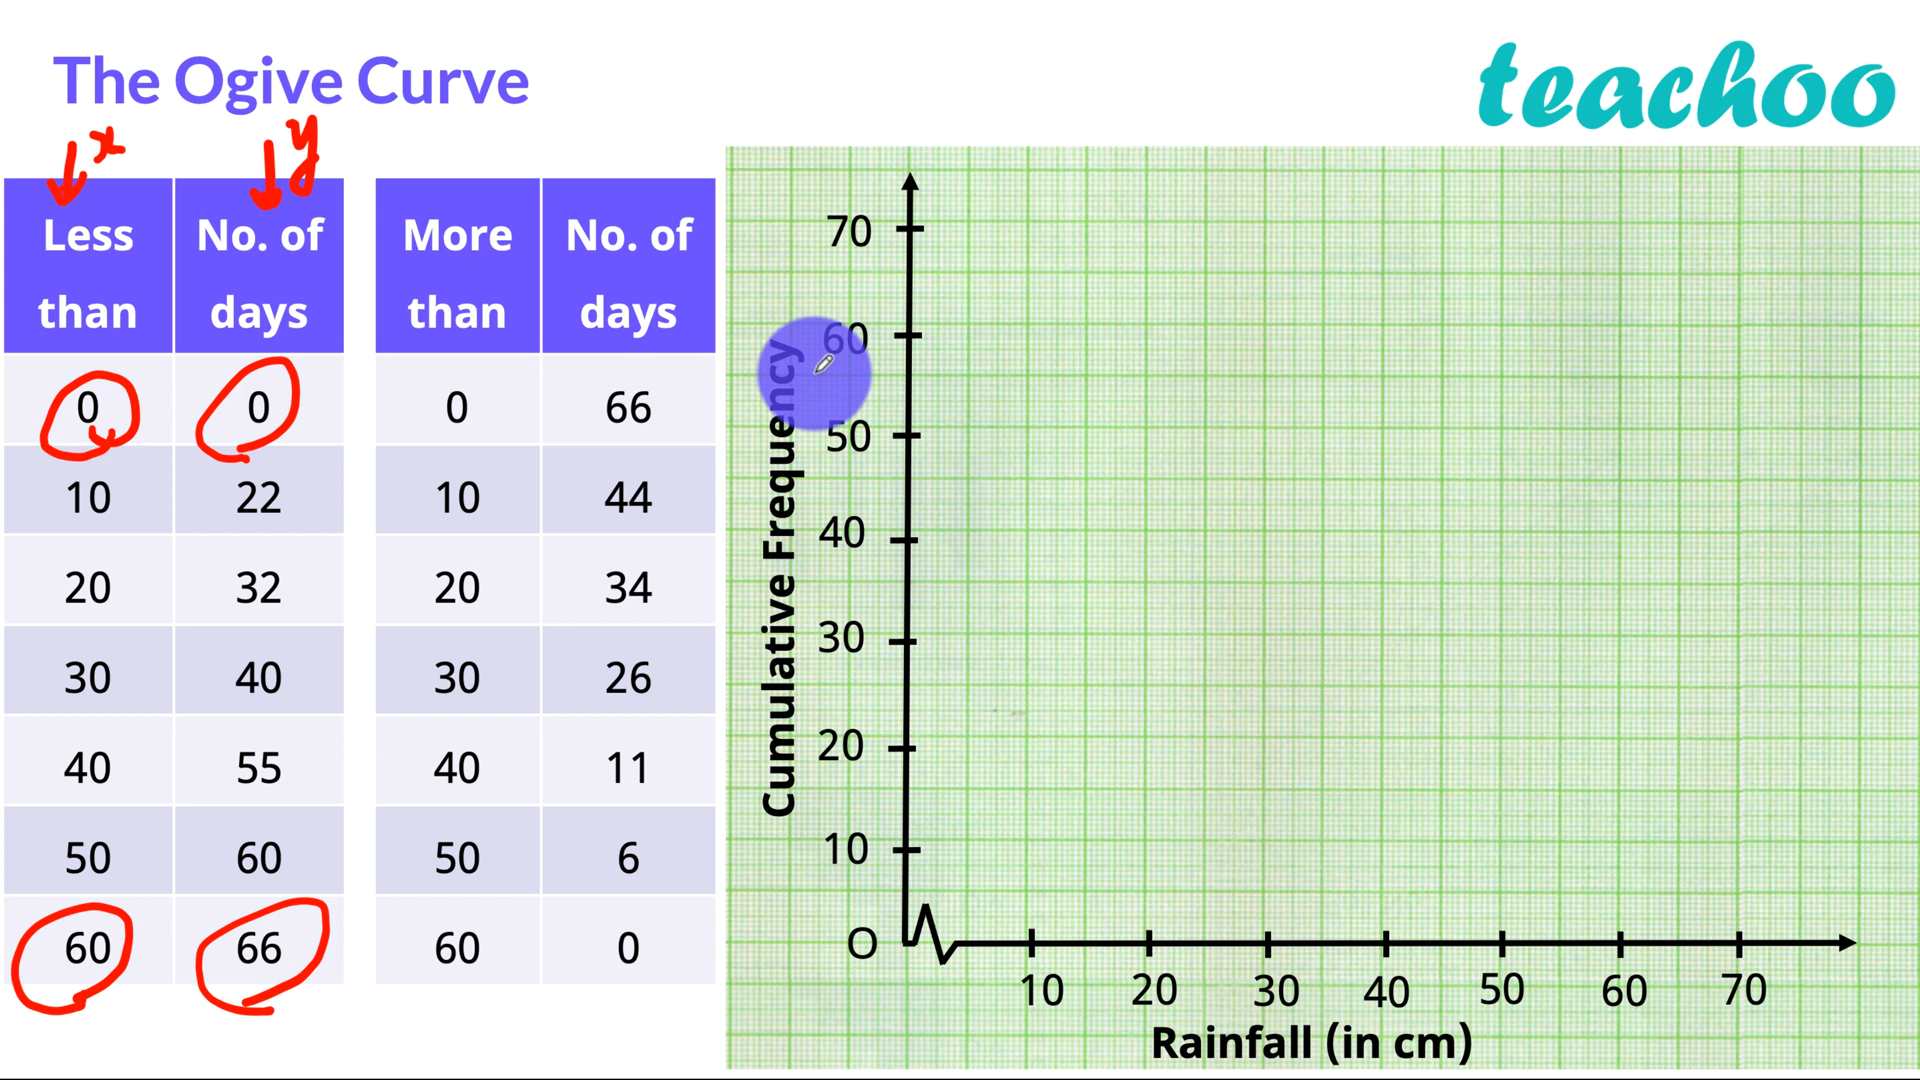 The Ogive Curve
teachoo
x y
Less than No. of days More than No. of days
0 0 0 66
10 22 10 44
20 32 20 34
30 40 30 26
40 55 40 11
50 60 50 6
60 66 60 0
Cumulative Frequency
70
60
50
40
30
20
10
O
10 20 30 40 50 60 70
Rainfall (in cm)